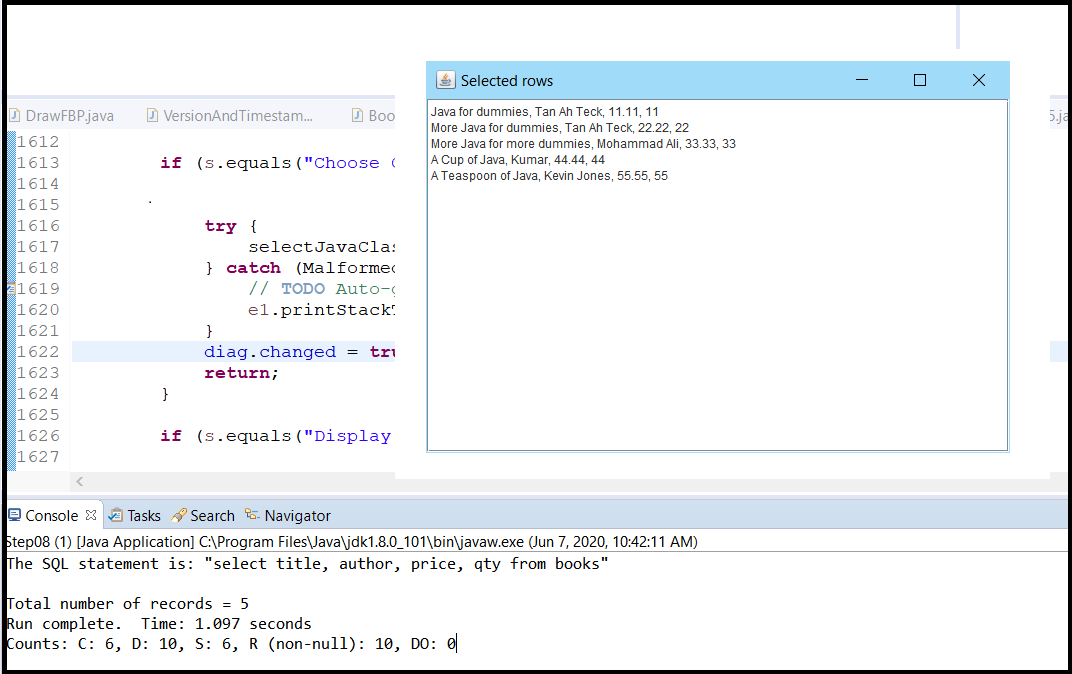 DrawFBP.java VersionAndTimestam... Boo 5.ja
1612
1613 if (s.equals("Choose
1614
1615 .
1616 try {
1617 selectJavaClas
1618 } catch (Malformed
1619 // TODO Auto-g
1620 e1.printStackT
1621 }
1622 diag.changed = tru
1623 return;
1624 }
1625
1626 if (s.equals("Display
1627
Selected rows
Java for dummies, Tan Ah Teck, 11.11, 11
More Java for dummies, Tan Ah Teck, 22.22, 22
More Java for more dummies, Mohammad Ali, 33.33, 33
A Cup of Java, Kumar, 44.44, 44
A Teaspoon of Java, Kevin Jones, 55.55, 55
Console Tasks Search Navigator
Step08 (1) [Java Application] C:\Program Files\Java\jdk1.8.0_101\bin\javaw.exe (Jun 7, 2020, 10:42:11 AM)
The SQL statement is: "select title, author, price, qty from books"
Total number of records = 5
Run complete.  Time: 1.097 seconds
Counts: C: 6, D: 10, S: 6, R (non-null): 10, DO: 0